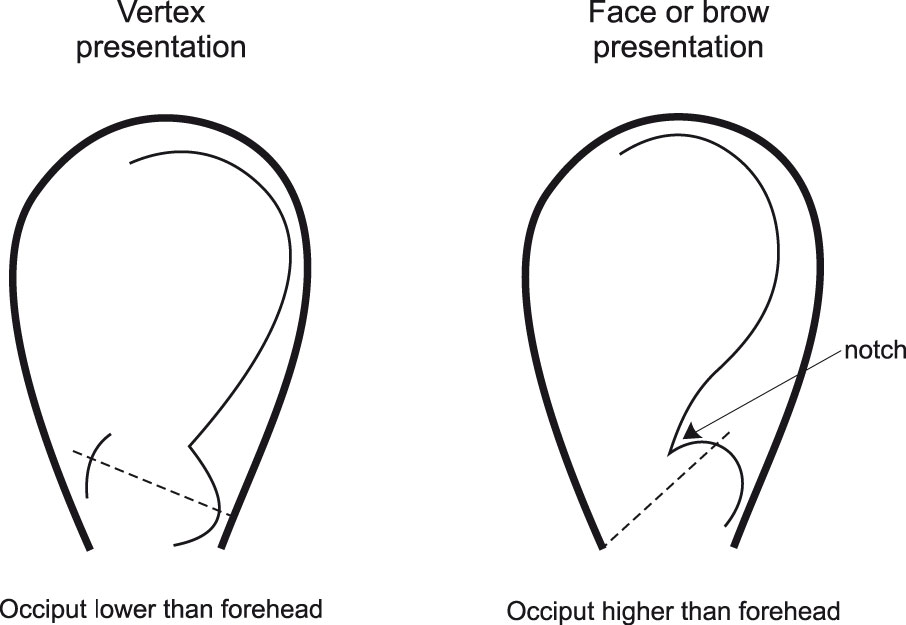 Vertex
presentation
Face or brow
presentation
notch
Occiput lower than forehead
Occiput higher than forehead